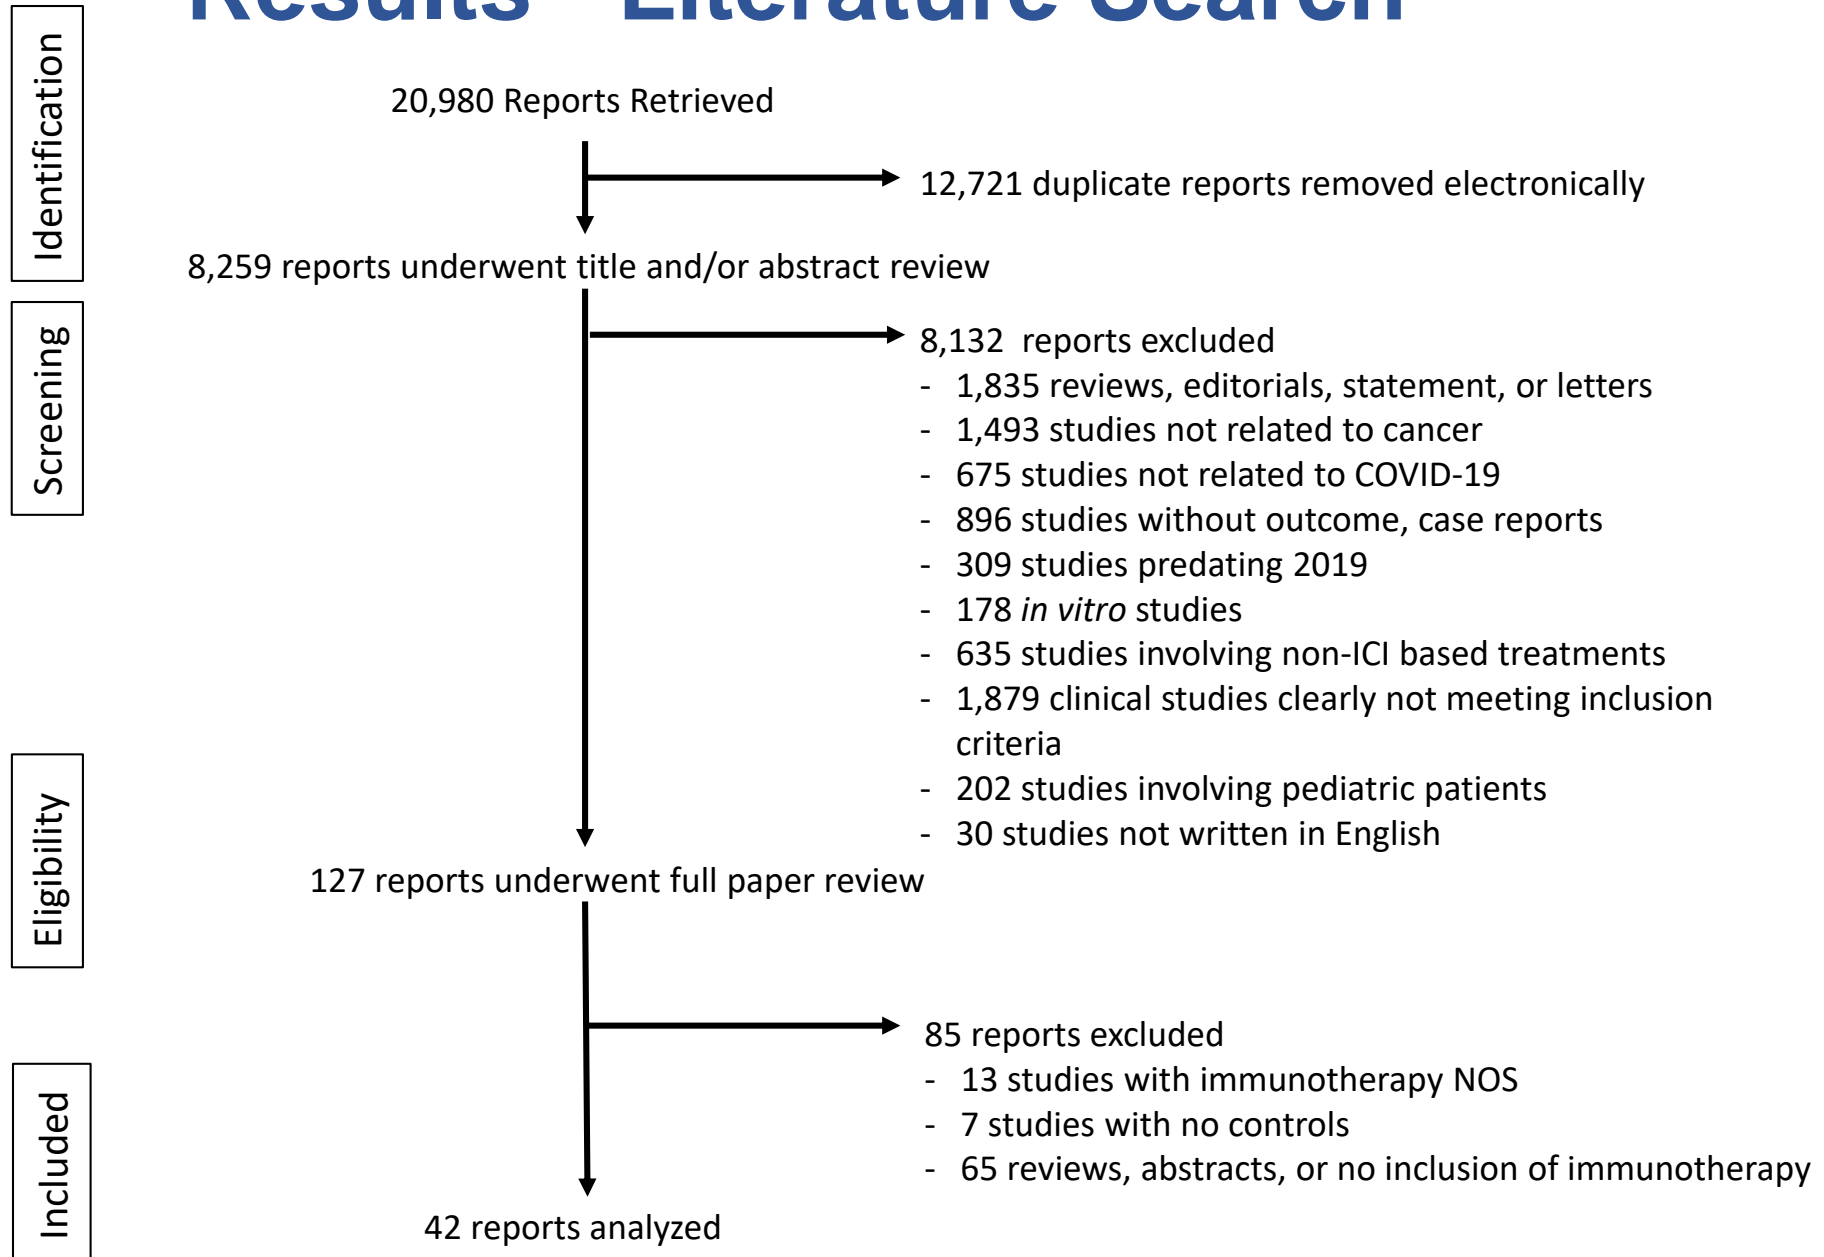 Results - Literature Search
Identification
20,980 Reports Retrieved
12,721 duplicate reports removed electronically
8,259 reports underwent title and/or abstract review
Screening
8,132 reports excluded
- 1,835 reviews, editorials, statement, or letters
- 1,493 studies not related to cancer
- 675 studies not related to COVID-19
- 896 studies without outcome, case reports
- 309 studies predating 2019
- 178 in vitro studies
- 635 studies involving non-ICI based treatments
- 1,879 clinical studies clearly not meeting inclusion
criteria
- 202 studies involving pediatric patients
- 30 studies not written in English
Eligibility
127 reports underwent full paper review
85 reports excluded
- 13 studies with immunotherapy NOS
- 7 studies with no controls
- 65 reviews, abstracts, or no inclusion of immunotherapy
Included
42 reports analyzed